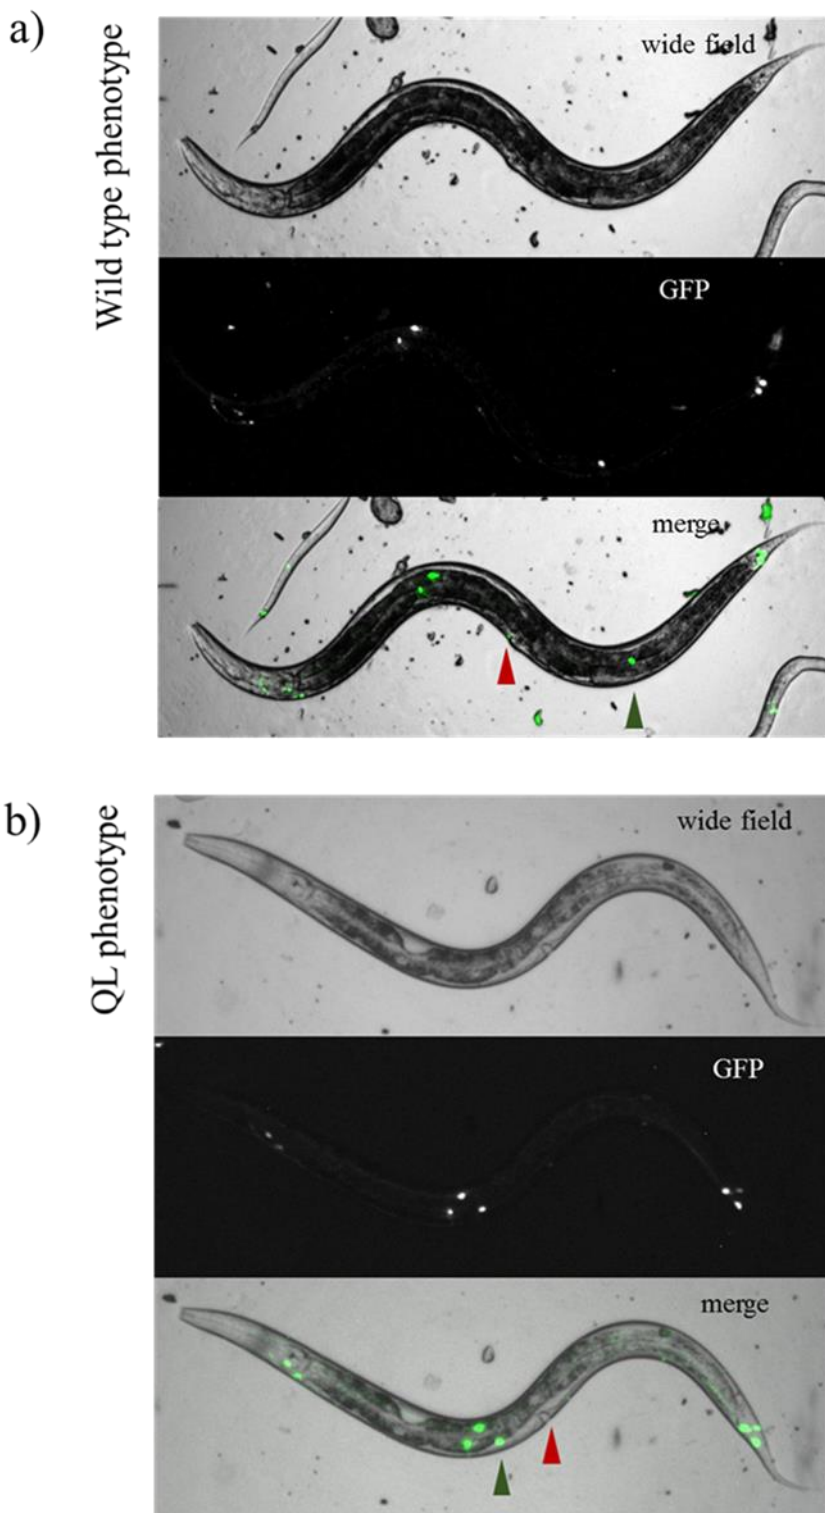 a)
Wild type phenotype
wide field
GFP
merge
b)
QL phenotype
wide field
GFP
merge